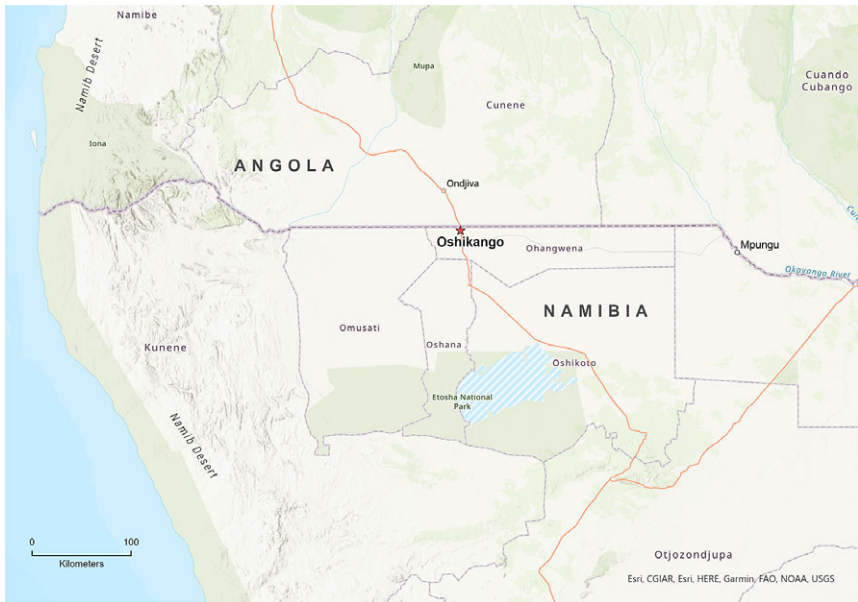 Namibe
Namib Desert
Mupa
Cuando
Cubango
Cunene
Iona
ANGOLA
Ondjiva
Oshikango
Ohangwena
Mpungu
Okavango River
NAMIBIA
Omusati
Oshana
Oshikoto
Kunene
Etosha National
Park
Namib Desert
0 100
Kilometers
Otjozondjupa
Esri, CGIAR, Esri, HERE, Garmin, FAO, NOAA, USGS